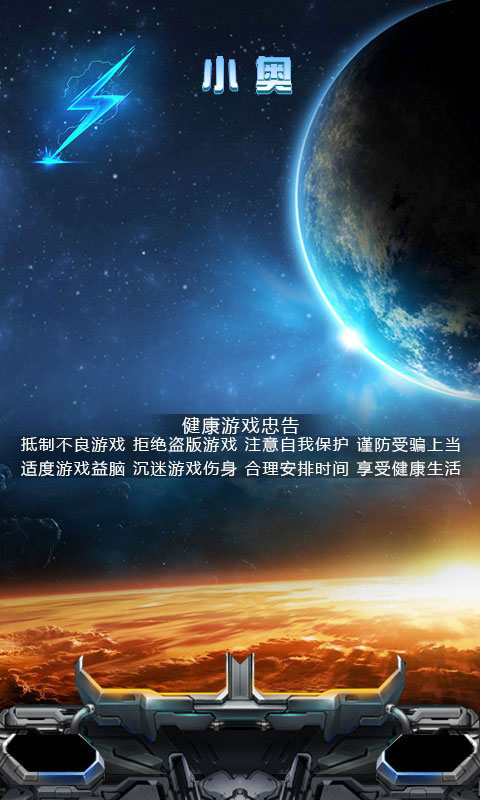 小奥
健康游戏忠告
抵制不良游戏 拒绝盗版游戏 注意自我保护 谨防受骗上当
适度游戏益脑 沉迷游戏伤身 合理安排时间 享受健康生活